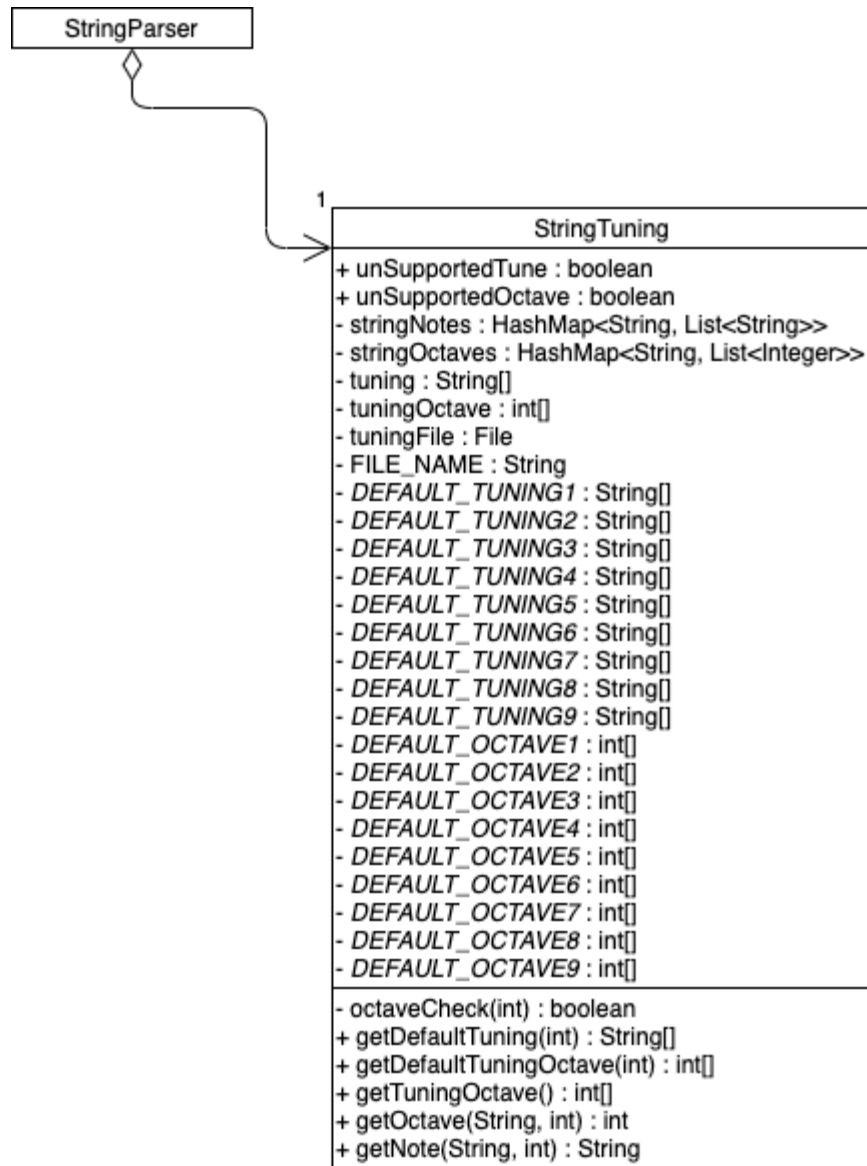 StringParser
1
StringTuning
+ unSupportedTune : boolean
+ unSupportedOctave : boolean
- stringNotes : HashMap<String, List<String>>
- stringOctaves : HashMap<String, List<Integer>>
- tuning : String[]
- tuningOctave : int[]
- tuningFile : File
- FILE_NAME : String
- DEFAULT_TUNING1 : String[]
- DEFAULT_TUNING2 : String[]
- DEFAULT_TUNING3 : String[]
- DEFAULT_TUNING4 : String[]
- DEFAULT_TUNING5 : String[]
- DEFAULT_TUNING6 : String[]
- DEFAULT_TUNING7 : String[]
- DEFAULT_TUNING8 : String[]
- DEFAULT_TUNING9 : String[]
- DEFAULT_OCTAVE1 : int[]
- DEFAULT_OCTAVE2 : int[]
- DEFAULT_OCTAVE3 : int[]
- DEFAULT_OCTAVE4 : int[]
- DEFAULT_OCTAVE5 : int[]
- DEFAULT_OCTAVE6 : int[]
- DEFAULT_OCTAVE7 : int[]
- DEFAULT_OCTAVE8 : int[]
- DEFAULT_OCTAVE9 : int[]
- octaveCheck(int) : boolean
+ getDefaultTuning(int) : String[]
+ getDefaultTuningOctave(int) : int[]
+ getTuningOctave() : int[]
+ getOctave(String, int) : int
+ getNote(String, int) : String